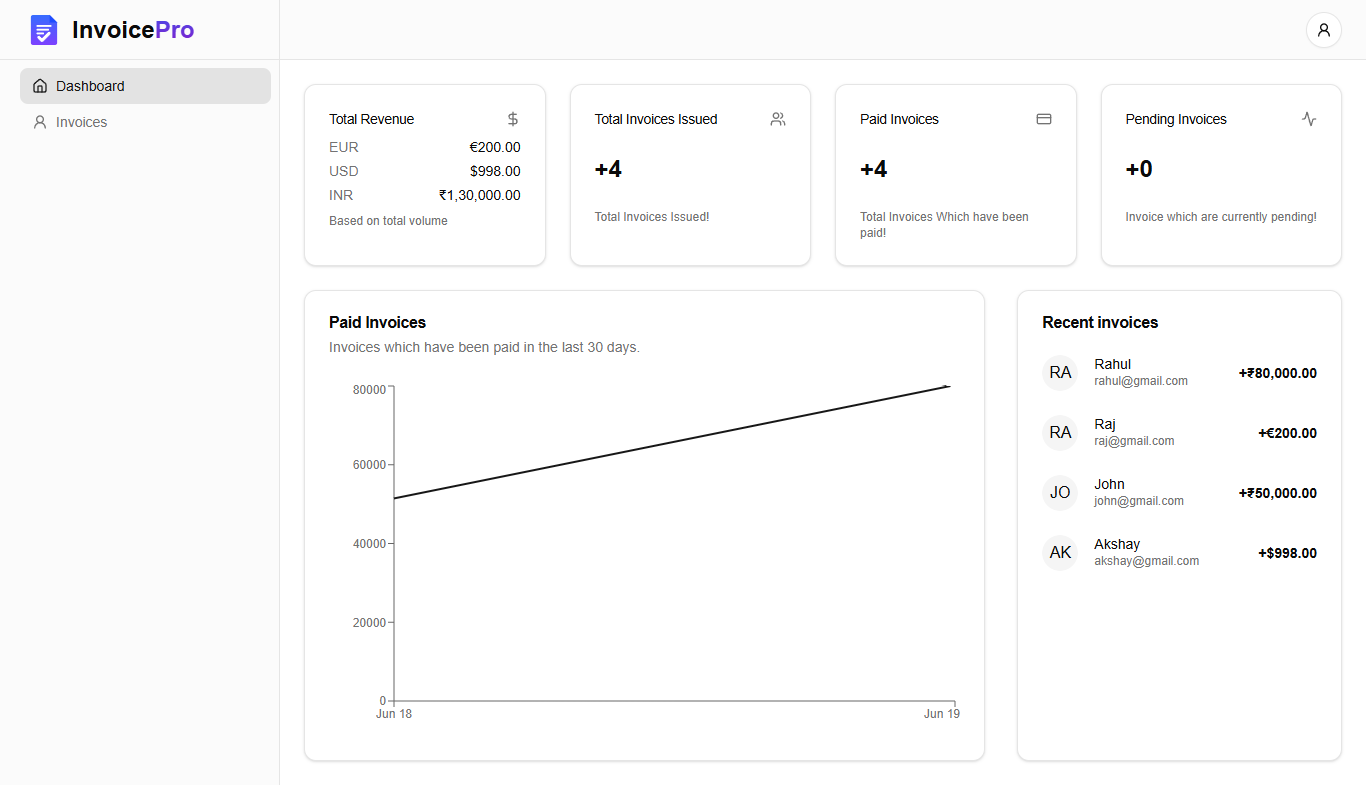 InvoicePro
Dashboard
Invoices
Total Revenue
EUR €200.00
USD $998.00
INR ₹1,30,000.00
Based on total volume
Total Invoices Issued
+4
Total Invoices Issued!
Paid Invoices
+4
Total Invoices Which have been
paid!
Pending Invoices
+0
Invoice which are currently pending!
Paid Invoices
Invoices which have been paid in the last 30 days.
80000
60000
40000
20000
0
Jun 18 Jun 19
Recent invoices
RA Rahul +₹80,000.00
rahul@gmail.com
RA Raj +€200.00
raj@gmail.com
JO John +₹50,000.00
john@gmail.com
AK Akshay +$998.00
akshay@gmail.com